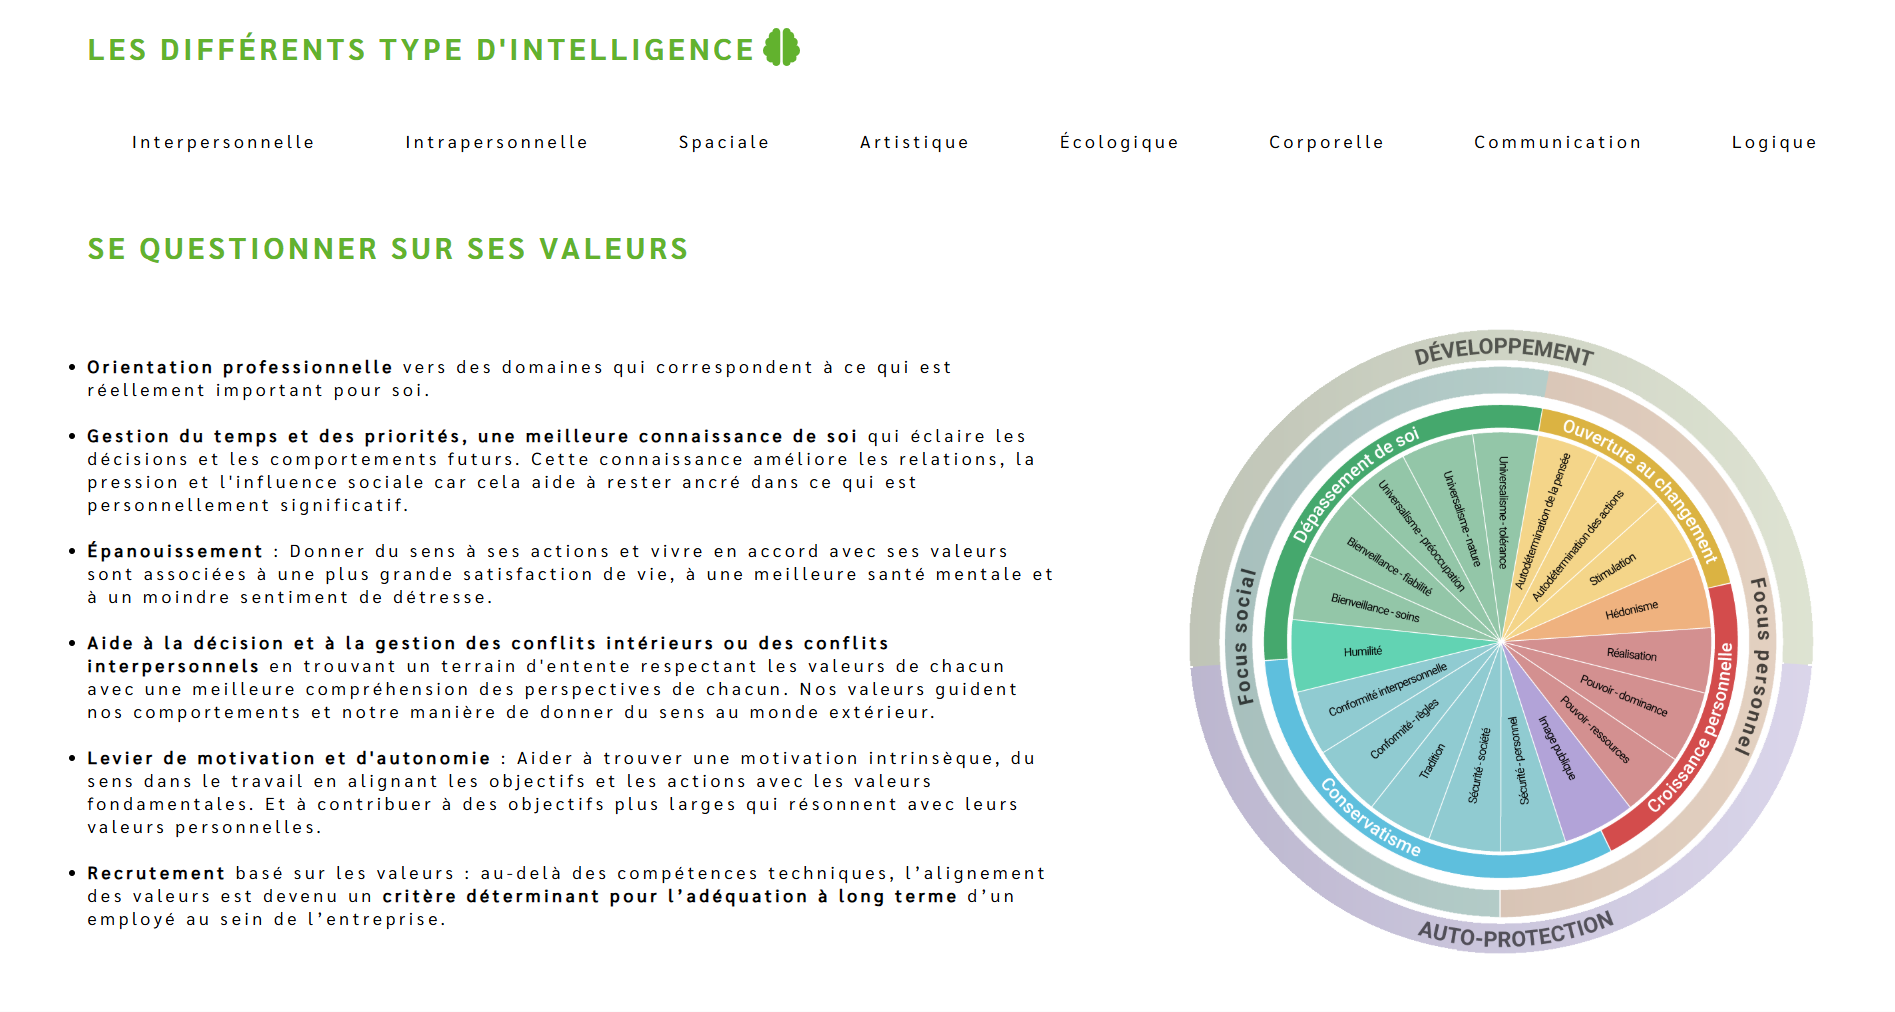 LES DIFFÉRENTS TYPE D'INTELLIGENCE
Interpersonnelle Intrapersonnelle Spaciale Artistique Écologique Corporelle Communication Logique
SE QUESTIONNER SUR SES VALEURS
• Orientation professionnelle vers des domaines qui correspondent à ce qui est
réellement important pour soi.
• Gestion du temps et des priorités, une meilleure connaissance de soi qui éclaire les
décisions et les comportements futurs. Cette connaissance améliore les relations, la
pression et l'influence sociale car cela aide à rester ancré dans ce qui est
personnellement significatif.
• Épanouissement : Donner du sens à ses actions et vivre en accord avec ses valeurs
sont associées à une plus grande satisfaction de vie, à une meilleure santé mentale et
à un moindre sentiment de détresse.
• Aide à la décision et à la gestion des conflits intérieurs ou des conflits
interpersonnels en trouvant un terrain d'entente respectant les valeurs de chacun
avec une meilleure compréhension des perspectives de chacun. Nos valeurs guident
nos comportements et notre manière de donner du sens au monde extérieur.
• Levier de motivation et d'autonomie : Aider à trouver une motivation intrinsèque, du
sens dans le travail en alignant les objectifs et les actions avec les valeurs
fondamentales. Et à contribuer à des objectifs plus larges qui résonnent avec leurs
valeurs personnelles.
• Recrutement basé sur les valeurs : au-delà des compétences techniques, l’alignement
des valeurs est devenu un critère déterminant pour l’adéquation à long terme d’un
employé au sein de l’entreprise.
DÉVELOPPEMENT
AUTO-PROTECTION
Focus social
Focus personnel
Dépassement de soi
Ouverture au changement
Croissance personnelle
Conservatisme
Autodétermination de la pensée
Autodétermination des actions
Stimulation
Hédonisme
Réalisation
Pouvoir - dominance
Pouvoir - ressources
Image publique
Sécurité - personnel
Sécurité - société
Tradition
Conformité - règles
Conformité interpersonnelle
Humilité
Bienveillance - soins
Bienveillance - fiabilité
Universalisme - préoccupation
Universalisme - nature
Universalisme - tolérance